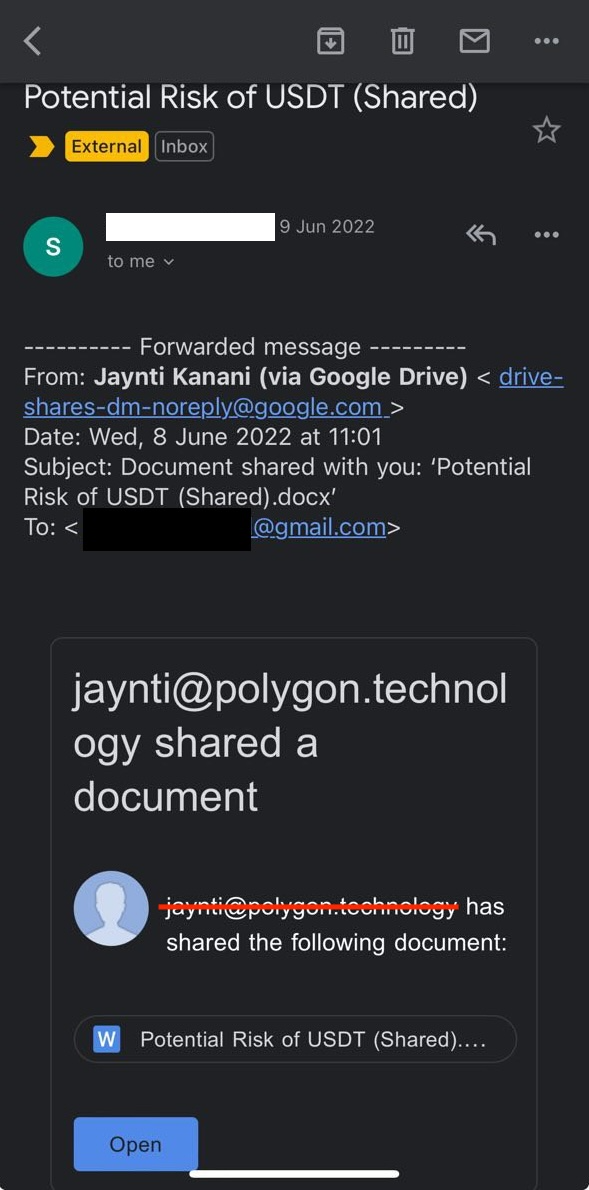 Potential Risk of USDT (Shared)
External Inbox
S
9 Jun 2022
to me
---------- Forwarded message ---------
From: Jaynti Kanani (via Google Drive) < drive-
shares-dm-noreply@google.com >
Date: Wed, 8 June 2022 at 11:01
Subject: Document shared with you: ‘Potential
Risk of USDT (Shared).docx’
To: < @gmail.com>
jaynti@polygon.technol
ogy shared a
document
jaynti@polygon.technology has
shared the following document:
W Potential Risk of USDT (Shared)....
Open